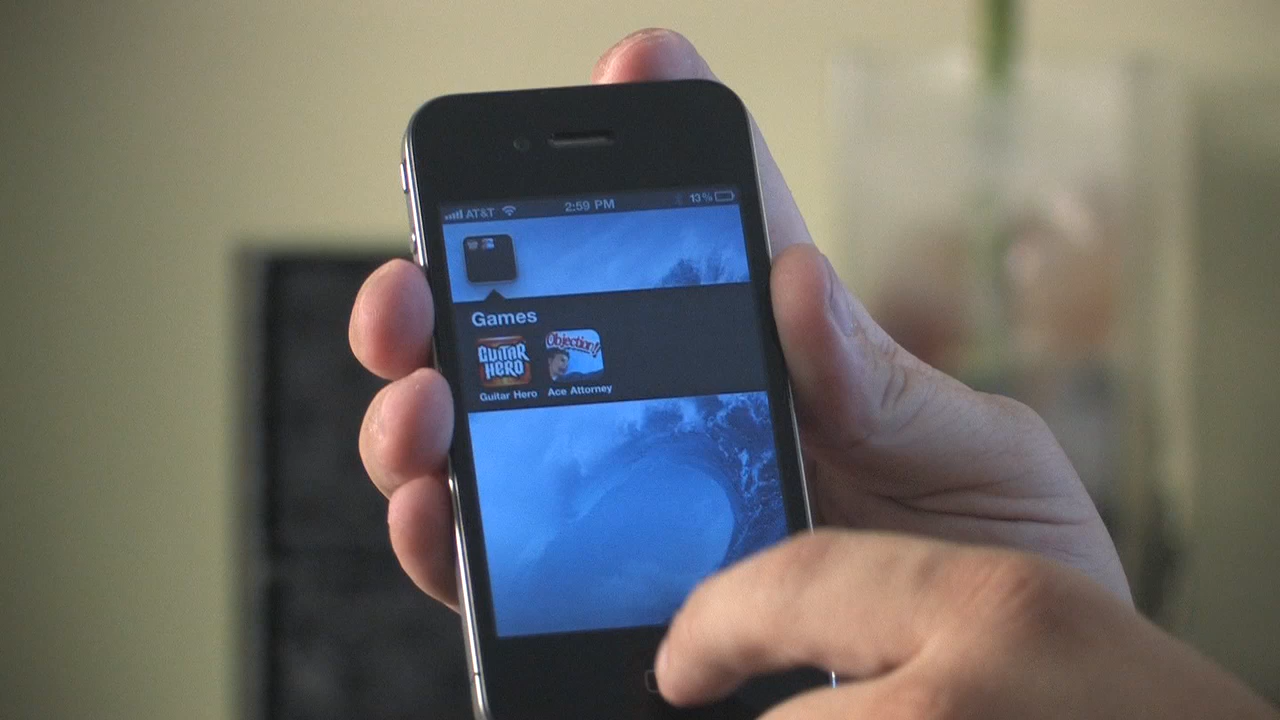 AT&T 2:59 PM 13%
Games
GUITAR HERO
Objection!!
Guitar Hero Ace Attorney